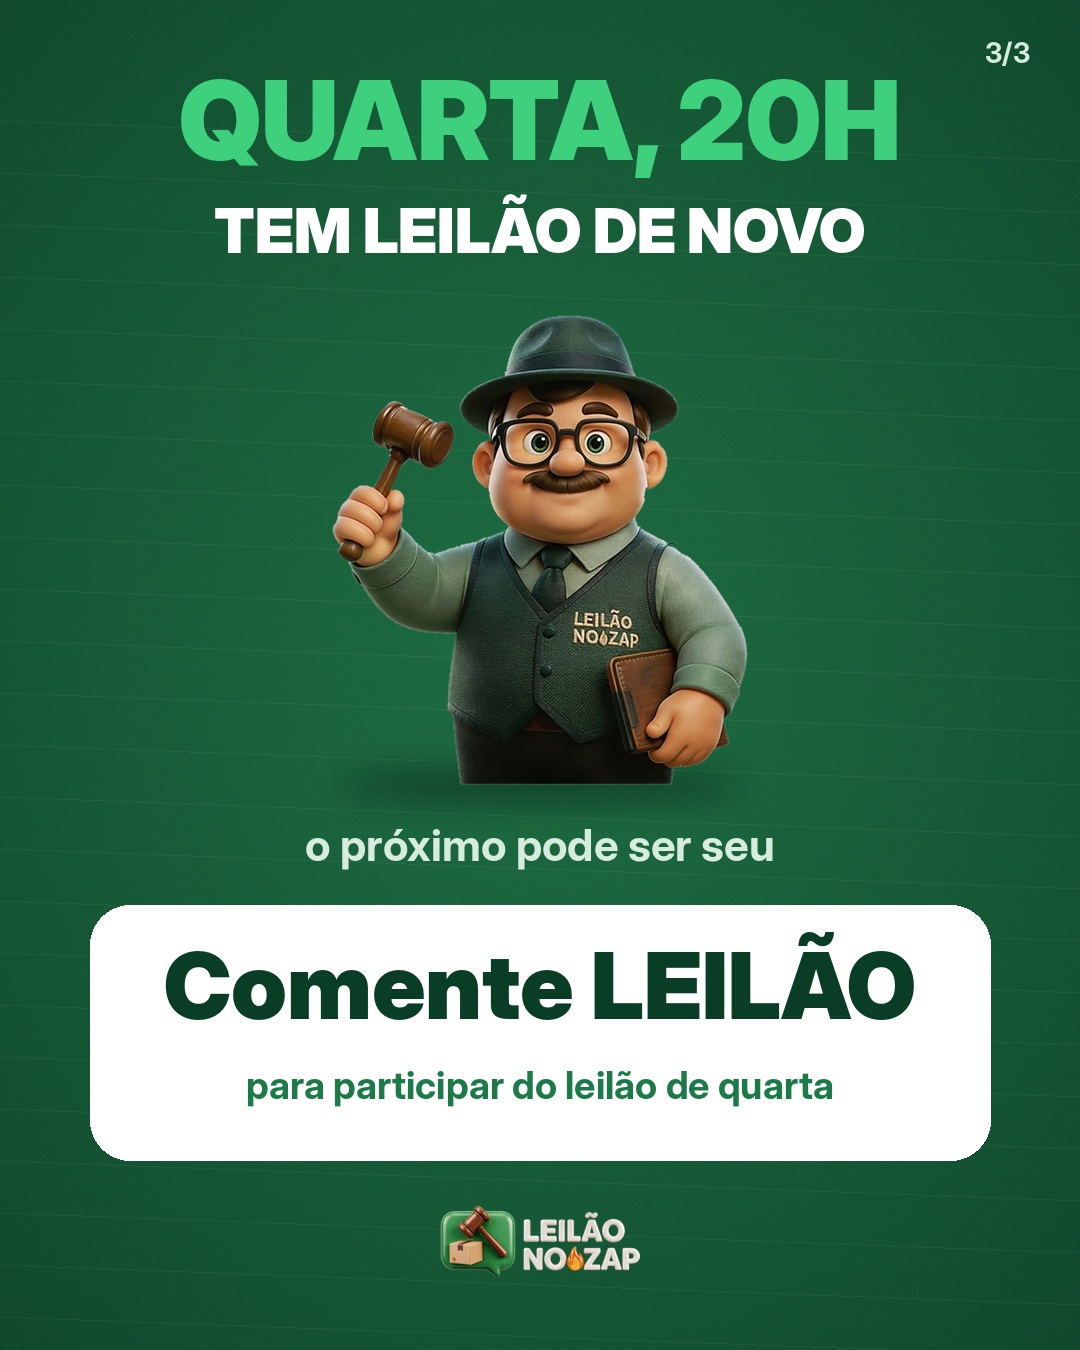 3/3
QUARTA, 20H
TEM LEILÃO DE NOVO
LEILÃO
NO ZAP
o próximo pode ser seu
Comente LEILÃO
para participar do leilão de quarta
LEILÃO
NO ZAP